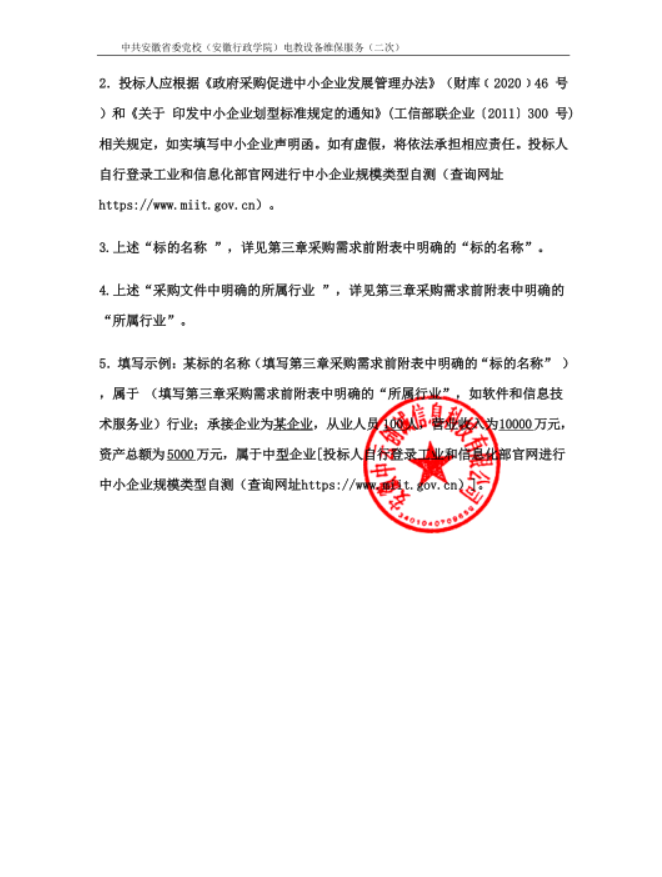 中共安徽省委党校（安徽行政学院）电教设备维保服务（二次）
2. 投标人应根据《政府采购促进中小企业发展管理办法》（财库﹝2020﹞46 号
）和《关于 印发中小企业划型标准规定的通知》(工信部联企业〔2011〕300 号)
相关规定，如实填写中小企业声明函。如有虚假，将依法承担相应责任。投标人
自行登录工业和信息化部官网进行中小企业规模类型自测（查询网址
https://www.miit.gov.cn）。
3.上述“标的名称 ”，详见第三章采购需求前附表中明确的“标的名称”。
4.上述“采购文件中明确的所属行业 ”，详见第三章采购需求前附表中明确的
“所属行业”。
5. 填写示例：某标的名称（填写第三章采购需求前附表中明确的“标的名称” ）
，属于 （填写第三章采购需求前附表中明确的“所属行业”，如软件和信息技
术服务业）行业；承接企业为某企业，从业人员 100 人，营业收入为10000 万元，
资产总额为 5000 万元，属于中型企业[投标人自行登录工业和信息化部官网进行
中小企业规模类型自测（查询网址https://www.miit.gov.cn）]。